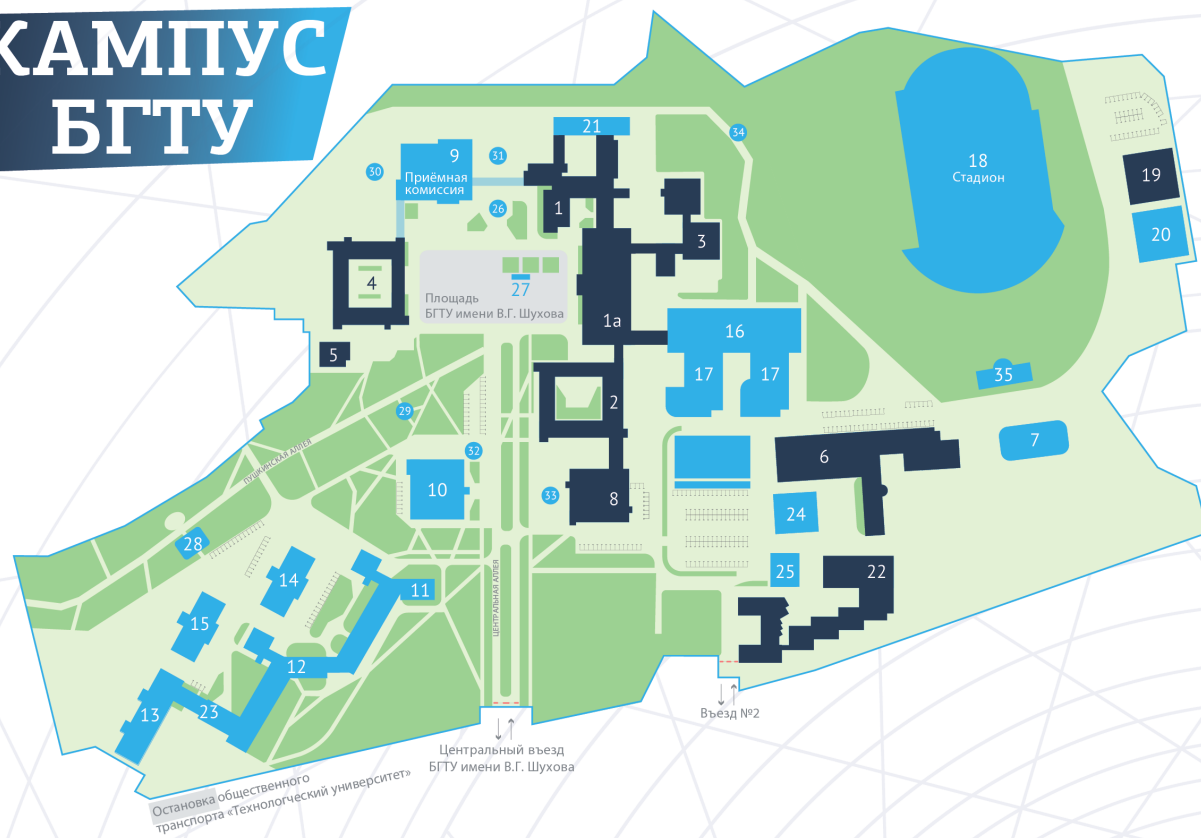 КАМПУС
БГТУ
21
34
9
31
30
Приёмная
комиссия
18
Стадион
19
1
26
20
3
4
27
Площадь
БГТУ имени В.Г. Шухова
1а
16
5
17
17
35
2
29
ПУШКИНСКАЯ АЛЛЕЯ
7
32
6
10
33
8
24
28
14
25
22
11
ЦЕНТРАЛЬНАЯ АЛЛЕЯ
15
12
23
13
Въезд №2
Центральный въезд
БГТУ имени В.Г. Шухова
Остановка общественного
транспорта «Технологческий университет»